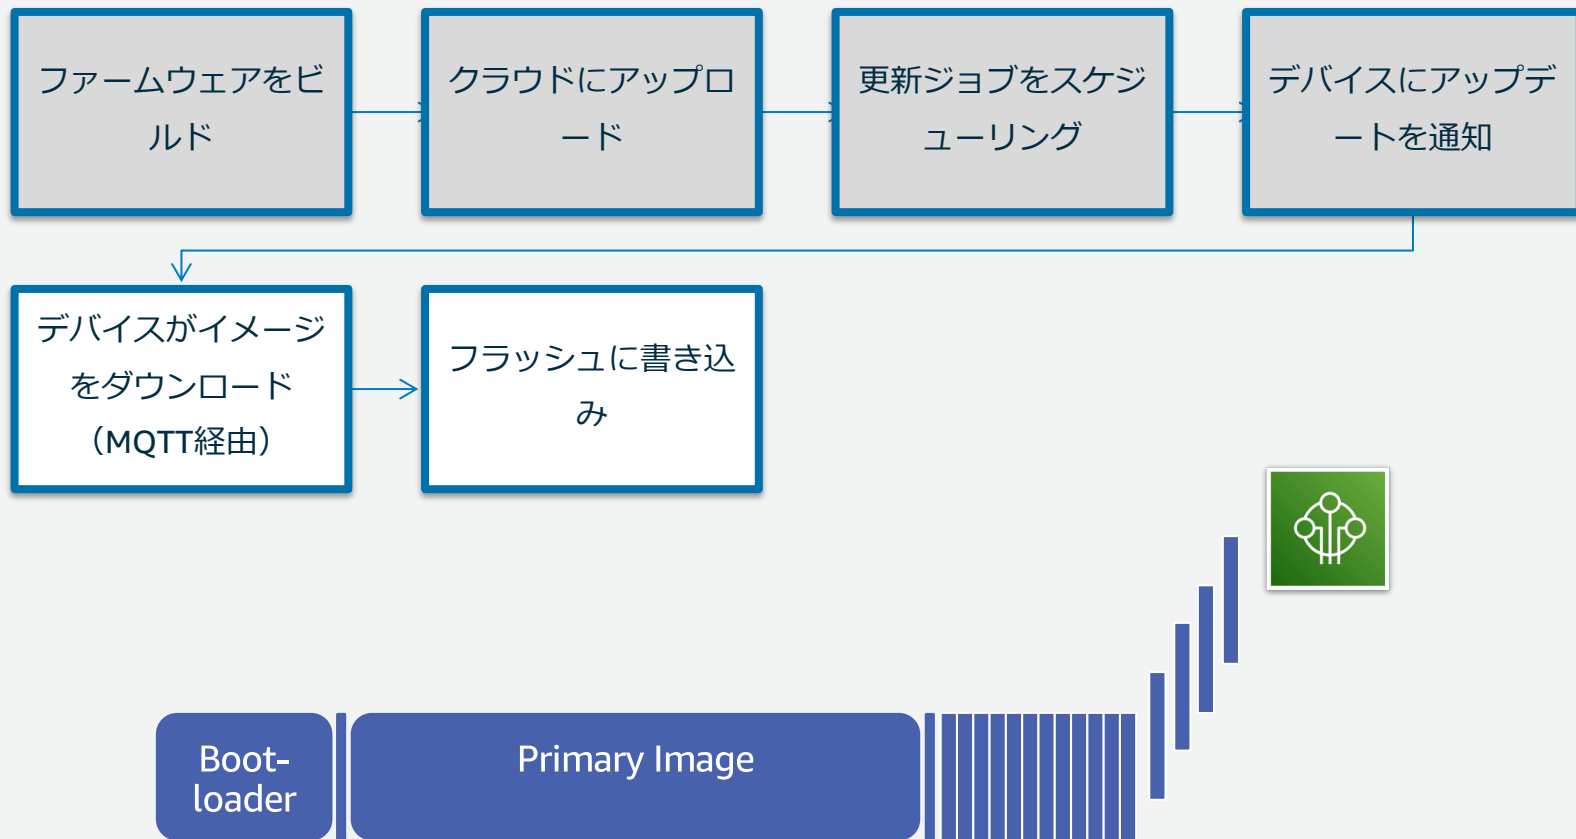 ファームウェアをビ
ルド
クラウドにアップロ
ード
更新ジョブをスケジ
ューリング
デバイスにアップデ
ートを通知
デバイスがイメージ
をダウンロード
（MQTT経由）
フラッシュに書き込
み
Boot-
loader
Primary Image